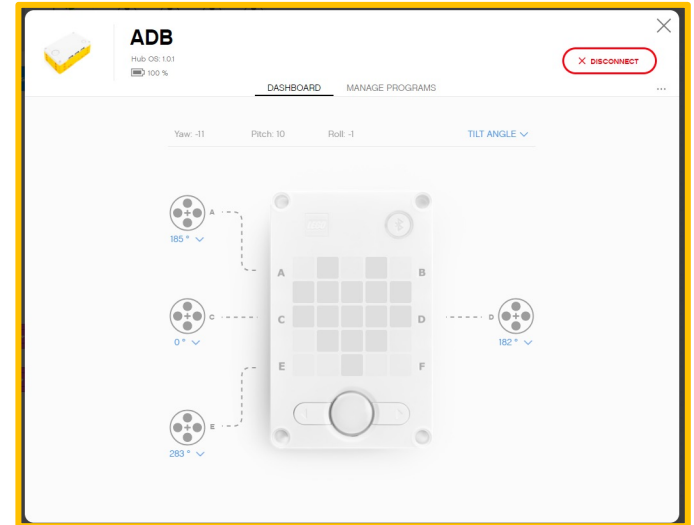 ADB
Hub OS: 1.0.1
100 %
DISCONNECT
DASHBOARD MANAGE PROGRAMS
...
Yaw: -11 Pitch: 10 Roll: -1 TILT ANGLE
A
185 °
A B
C
0 °
C D
D
182 °
E F
E
283 °